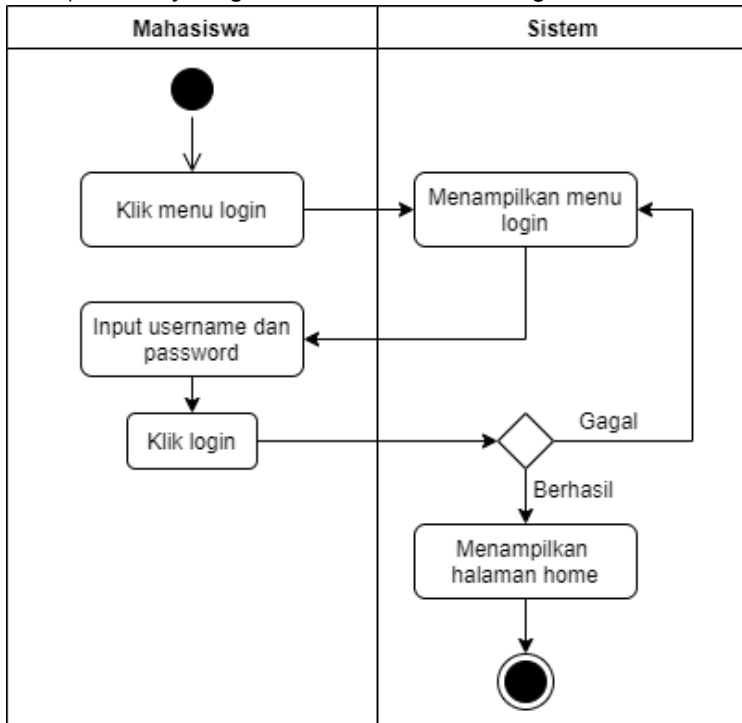 Mahasiswa
Sistem
Klik menu login
Menampilkan menu
login
Input username dan
password
Klik login
Gagal
Berhasil
Menampilkan
halaman home